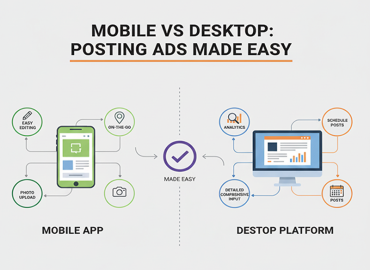 MOBILE VS DESKTOP:
POSTING ADS MADE EASY
EASY
EDITING
ON-THE-GO
PHOTO
UPLOAD
MOBILE APP
MADE EASY
ANALYTICS
SCHEDULE
POSTS
DETAILED
INPUT
POSTS
DESTOP PLATFORM